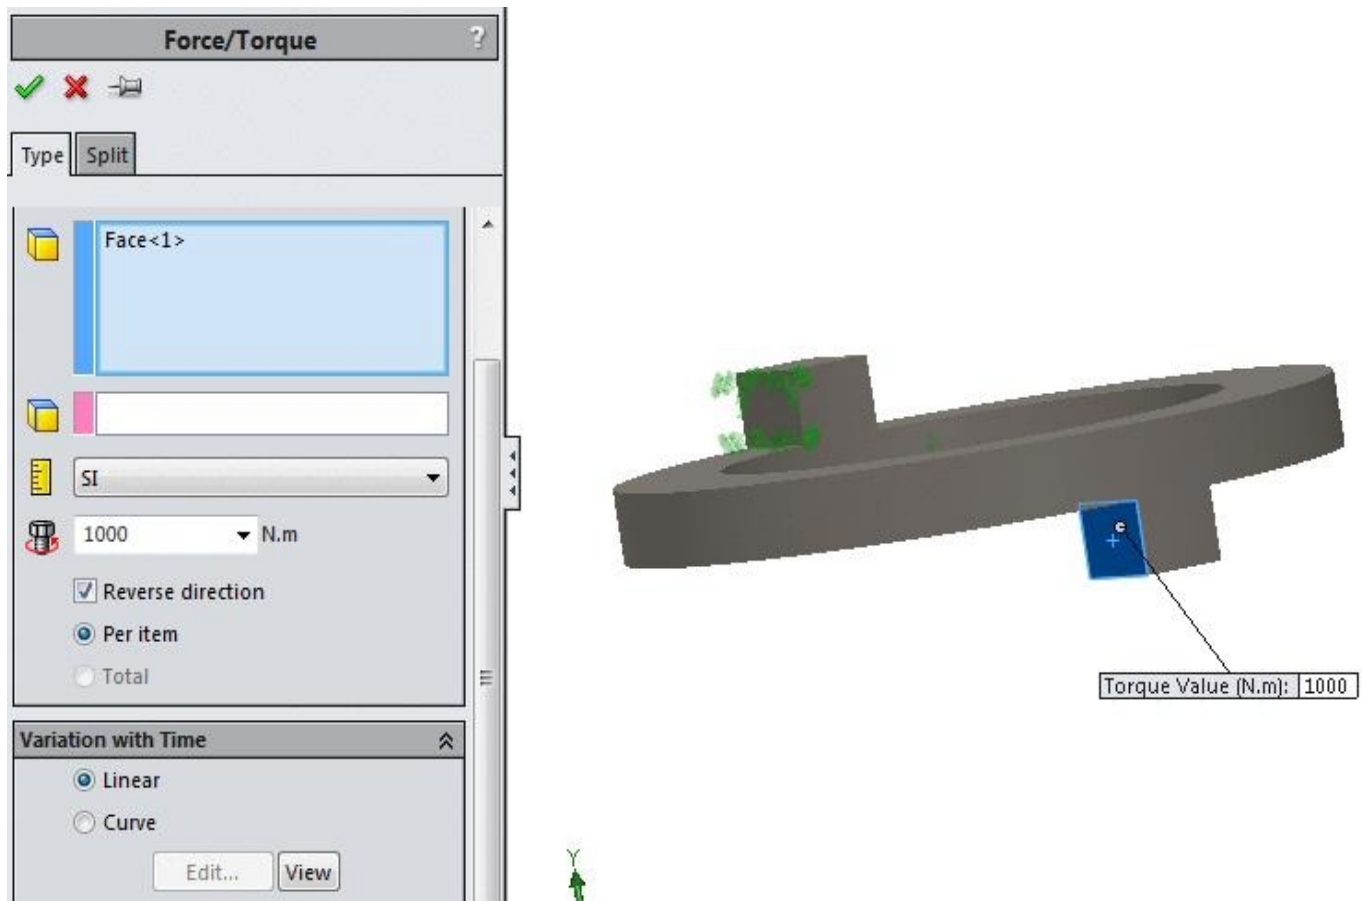 Force/Torque ?
Type Split
Face<1>
SI
1000 N.m
Reverse direction
Per item
Total
Variation with Time
Linear
Curve
Edit... View
Torque Value (N.m): 1000
Y